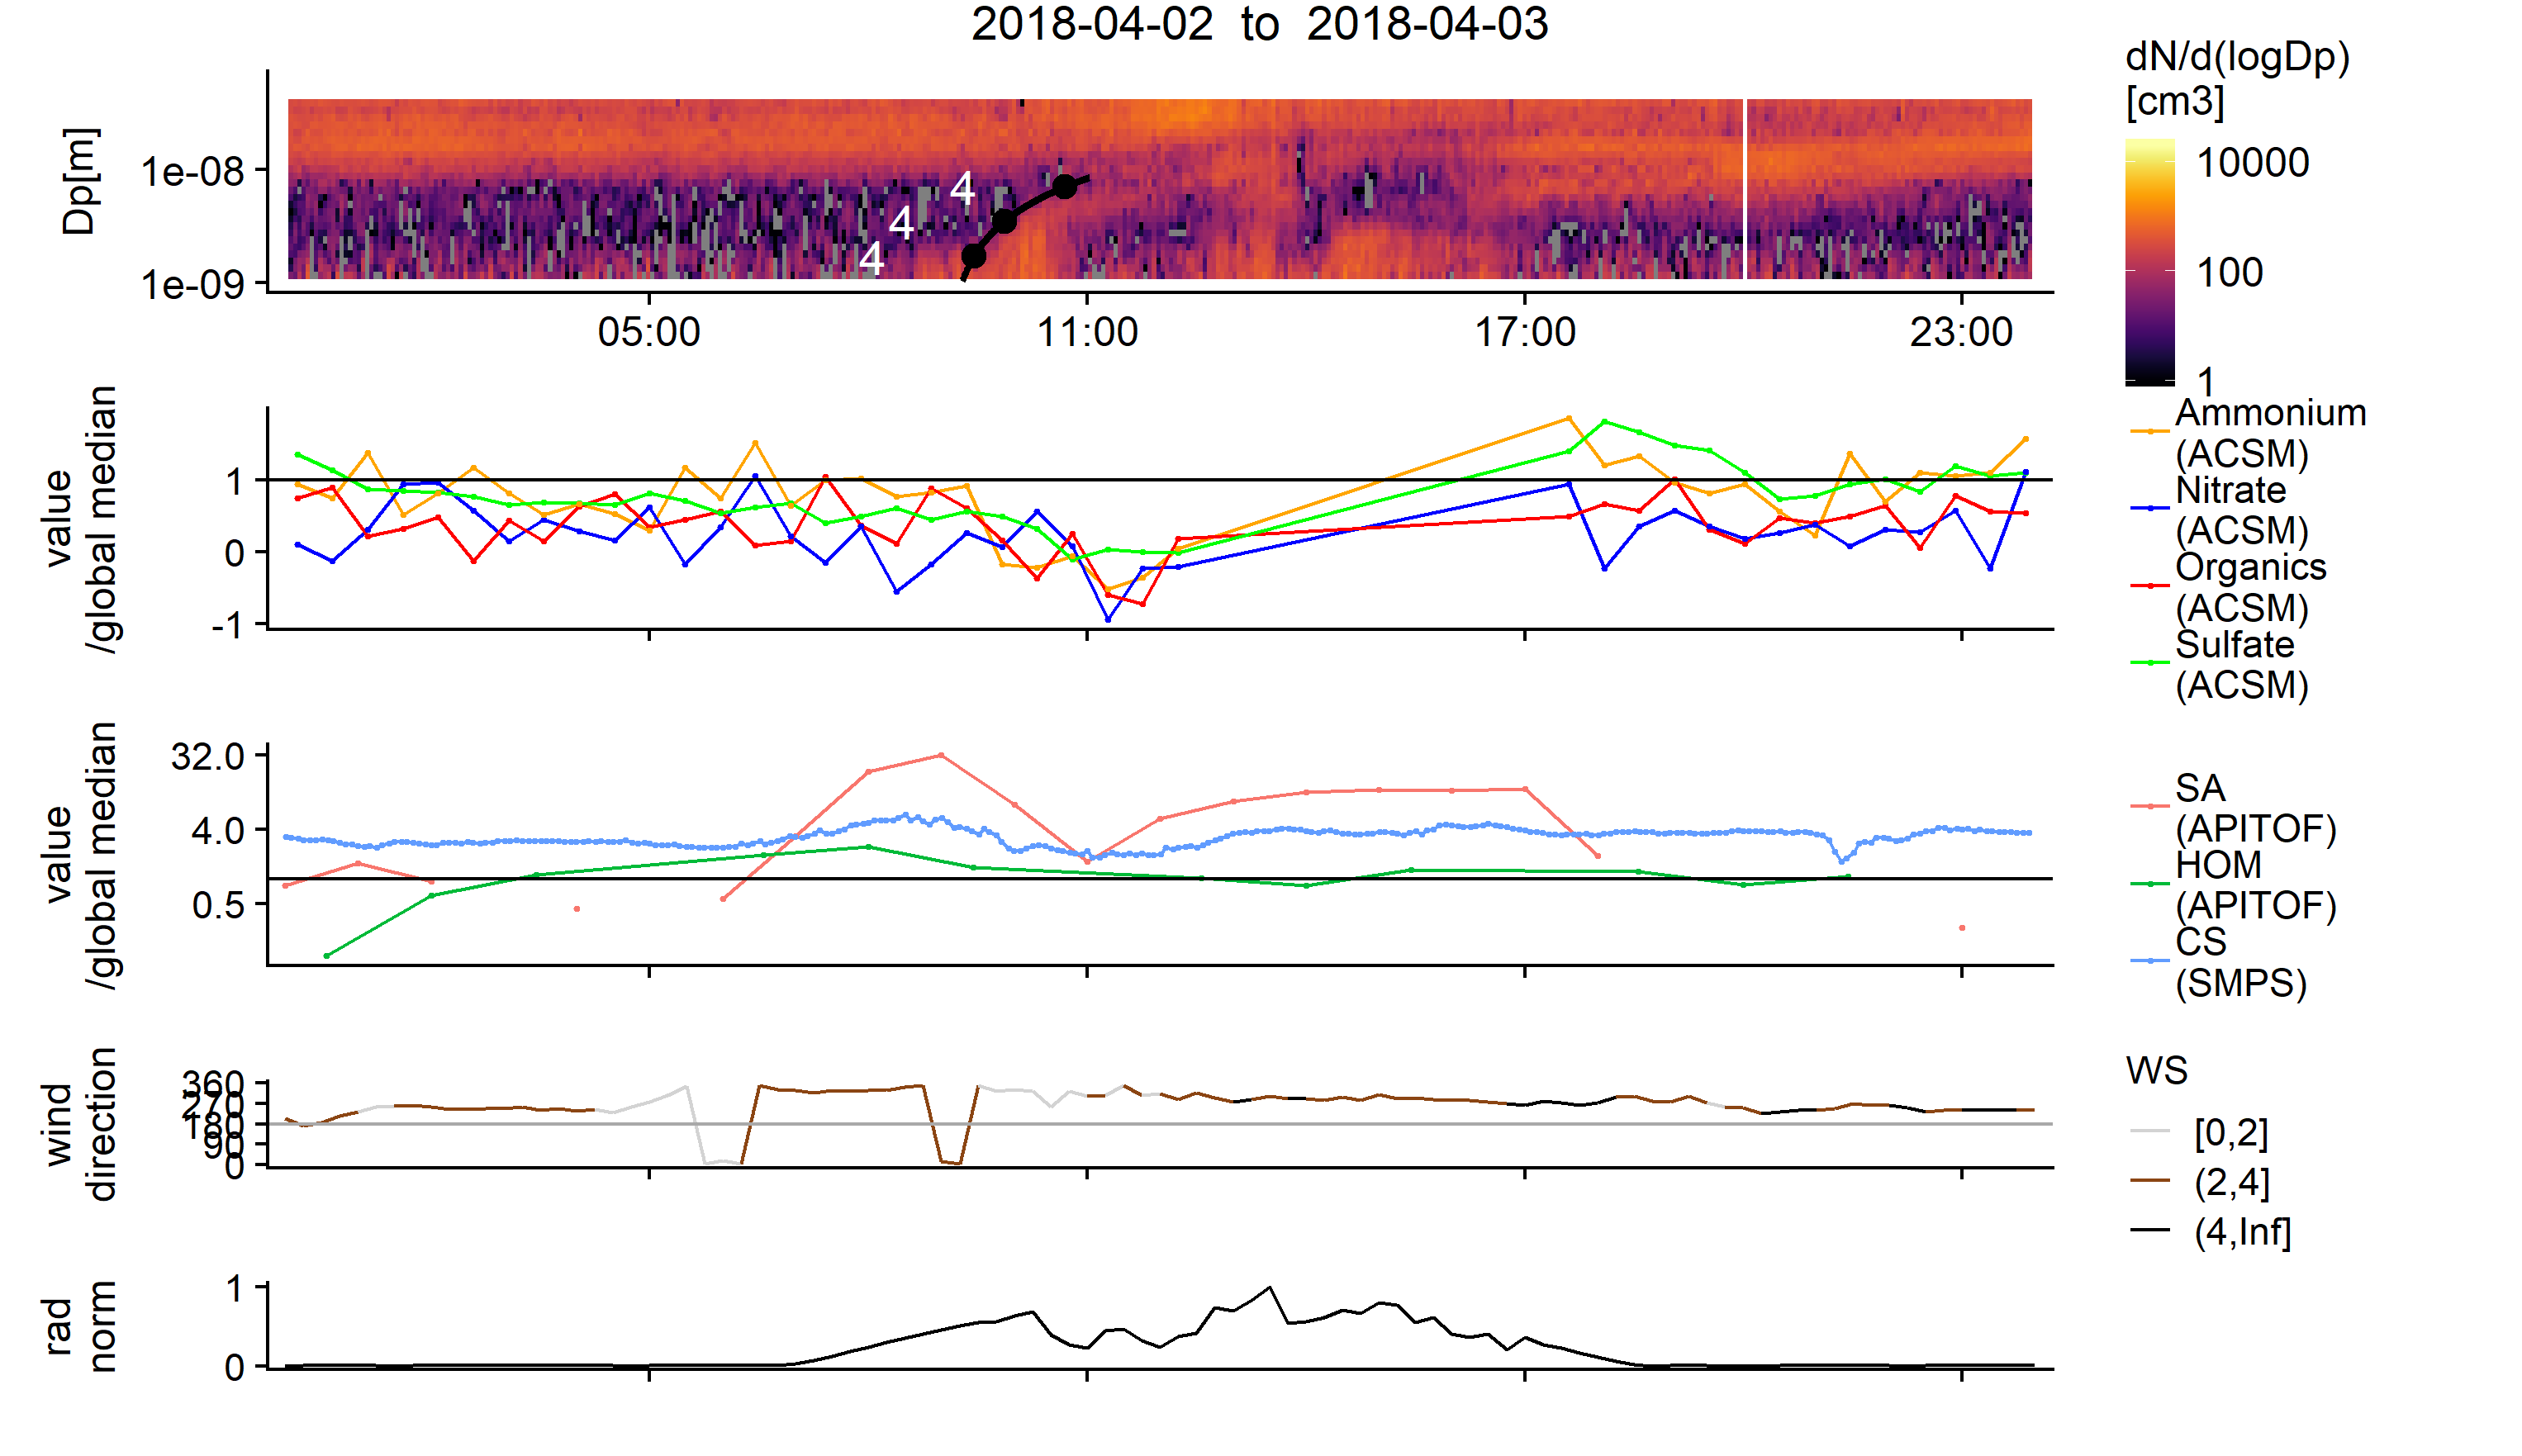 2018-04-02 to 2018-04-03
Dp[m]
1e-08
1e-09
4
4
4
05:00
11:00
17:00
23:00
dN/d(logDp)
[cm3]
10000
100
1
value
/global median
1
0
-1
Ammonium
(ACSM)
Nitrate
(ACSM)
Organics
(ACSM)
Sulfate
(ACSM)
value
/global median
32.0
4.0
0.5
SA
(APITOF)
HOM
(APITOF)
CS
(SMPS)
wind
direction
360
270
180
90
0
WS
[0,2]
(2,4]
(4,Inf]
rad
norm
1
0